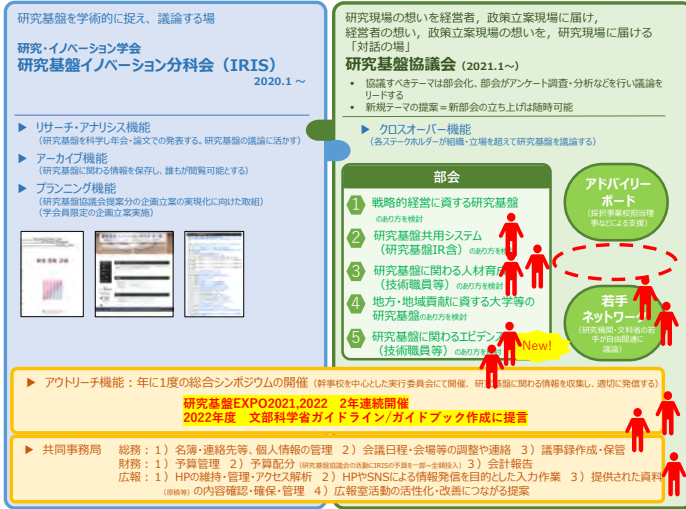 研究基盤を学術的に捉え、議論する場
研究・イノベーション学会
研究基盤イノベーション分科会（IRIS）
2020.1 ～
▶ リサーチ・アナリシス機能
（研究基盤を科学し年会・論文での発表する。研究基盤の議論に活かす）
▶ アーカイブ機能
（研究基盤に関わる情報を保存し、誰もが閲覧可能とする）
▶ プランニング機能
（研究基盤協議会提案分の企画立案の実現化に向けた取組）
（学会員限定の企画立案実施）
研究現場の想いを経営者，政策立案現場に届け，
経営者の想い，政策立案現場の想いを，研究現場に届ける
「対話の場」
研究基盤協議会（2021.1～）
• 協議すべきテーマは部会化、部会がアンケート調査・分析などを行い議論を
リードする
• 新規テーマの提案＝新部会の立ち上げは随時可能
▶ クロスオーバー機能
（各ステークホルダーが組織・立場を超えて研究基盤を議論する）
部会
1 戦略的経営に資する研究基盤
のあり方を検討
2 研究基盤共用システム
（研究基盤IR含）のあり方を検討
3 研究基盤に関わる人材育成
（技術職員等）のあり方を検討
4 地方・地域貢献に資する大学等の
研究基盤のあり方を検討
5 研究基盤に関わるエビデンス
（技術職員等）のあり方を検討
New!
アドバイリー
ボード
（採択事業校担当理
事などによる支援）
若手
ネットワーク
（研究機関・文科省の若
手が自由闊達に
議論）
▶ アウトリーチ機能：年に1度の総合シンポジウムの開催（幹事校を中心とした実行委員会にて開催、研究基盤に関わる情報を収集し、適切に発信する）
研究基盤EXPO2021,2022 2年連続開催
2022年度 文部科学省ガイドライン/ガイドブック作成に提言
▶ 共同事務局 総務：１）名簿・連絡先等、個人情報の管理 ２）会議日程・会場等の調整や連絡 ３）議事録作成・保管
財務：１）予算管理 ２）予算配分（研究基盤協議会の活動にIRISの予算を一部～全額投入）３）会計報告
広報：１）HPの維持・管理・アクセス解析 ２）HPやSNSによる情報発信を目的とした入力作業 ３）提供された資料
（原稿等）の内容確認・確保・管理 ４）広報室活動の活性化・改善につながる提案